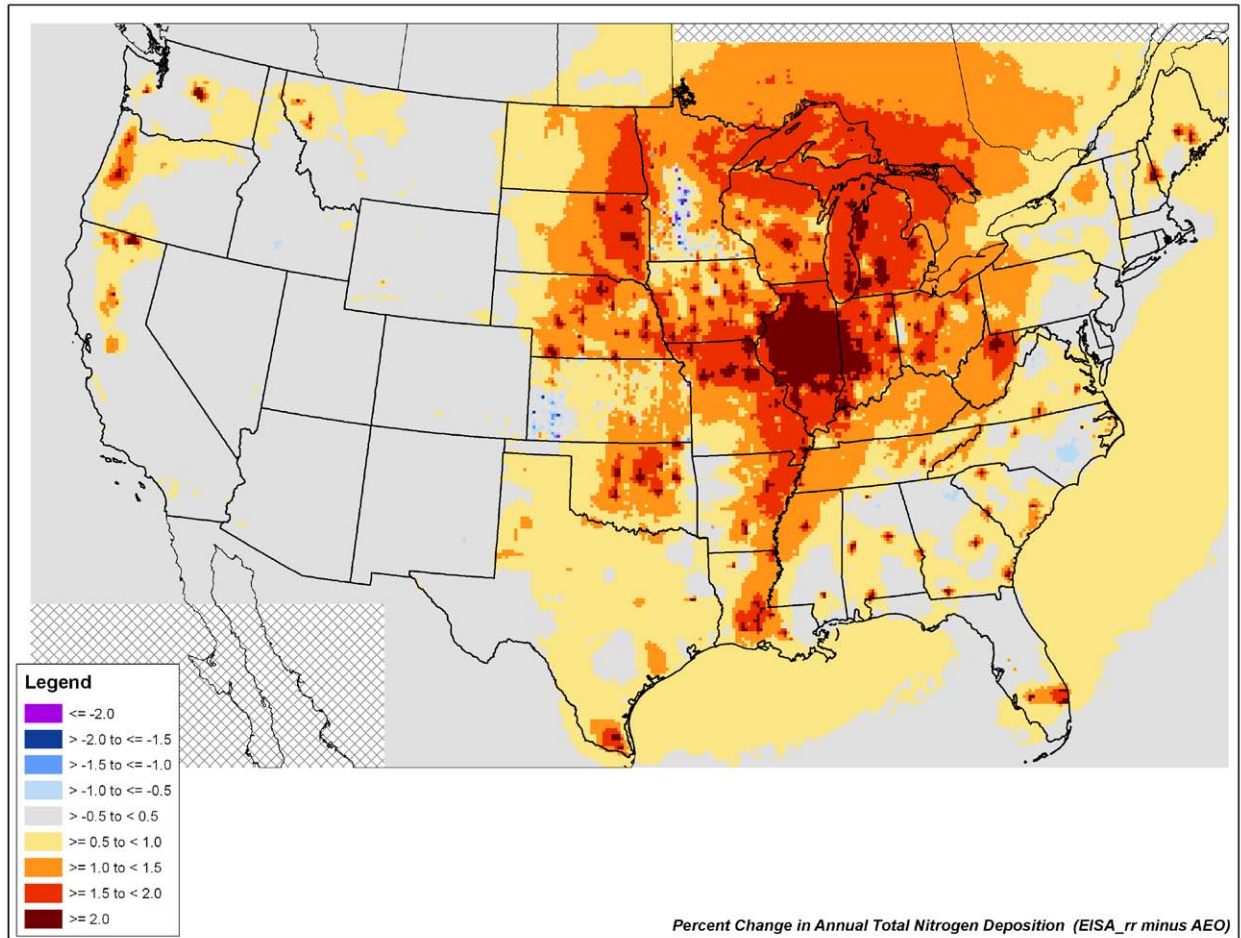 Legend
<= -2.0
> -2.0 to <= -1.5
> -1.5 to <= -1.0
> -1.0 to <= -0.5
> -0.5 to < 0.5
>= 0.5 to < 1.0
>= 1.0 to < 1.5
>= 1.5 to < 2.0
>= 2.0
Percent Change in Annual Total Nitrogen Deposition (EISA_rr minus AEO)